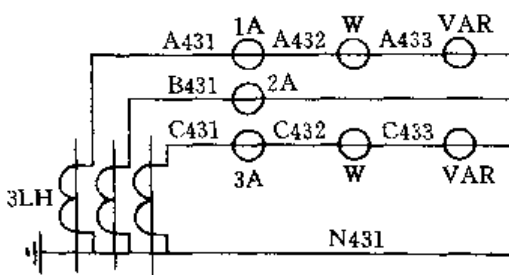 1A W VAR
A431 A432 A433
B431 2A
C431 C432 C433
3A W VAR
3LH
N431